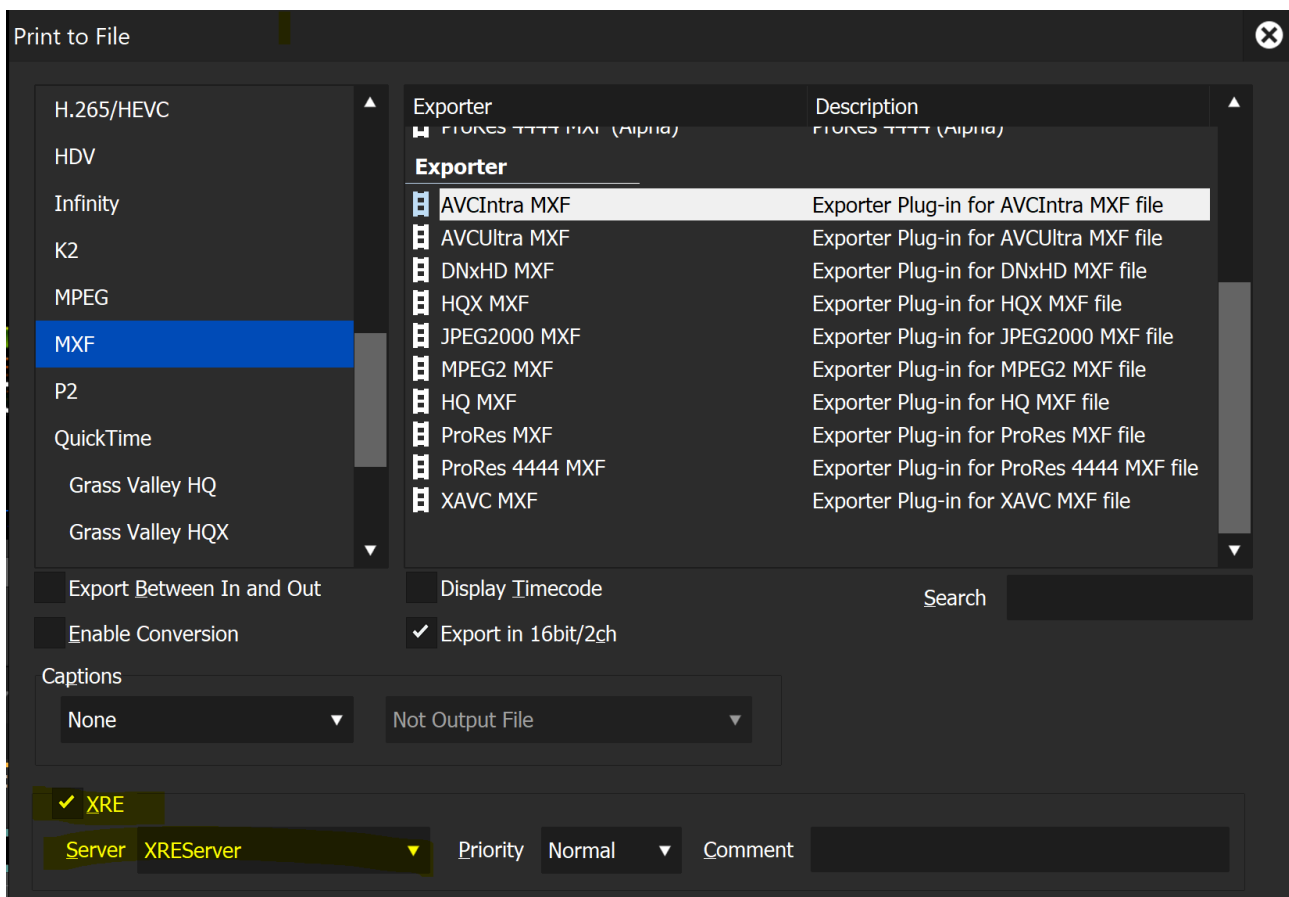 Print to File
H.265/HEVC
HDV
Infinity
K2
MPEG
MXF
P2
QuickTime
Grass Valley HQ
Grass Valley HQX
Exporter Description
ProRes 4444 MXF (Alpha) ProRes 4444 (Alpha)
Exporter
AVCIntra MXF Exporter Plug-in for AVCIntra MXF file
AVCUltra MXF Exporter Plug-in for AVCUltra MXF file
DNxHD MXF Exporter Plug-in for DNxHD MXF file
HQX MXF Exporter Plug-in for HQX MXF file
JPEG2000 MXF Exporter Plug-in for JPEG2000 MXF file
MPEG2 MXF Exporter Plug-in for MPEG2 MXF file
HQ MXF Exporter Plug-in for HQ MXF file
ProRes MXF Exporter Plug-in for ProRes MXF file
ProRes 4444 MXF Exporter Plug-in for ProRes 4444 MXF file
XAVC MXF Exporter Plug-in for XAVC MXF file
Export Between In and Out Display Timecode Search
Enable Conversion Export in 16bit/2ch
Captions
None Not Output File
XRE
Server XREServer Priority Normal Comment